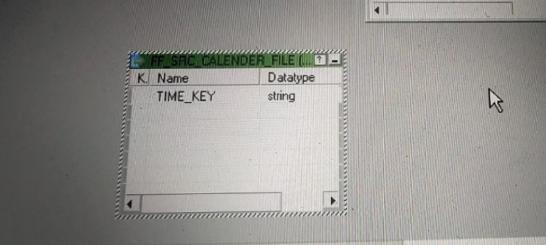 FF_SRC_CALENDER_FILE (...
K. Name Datatype
TIME_KEY string